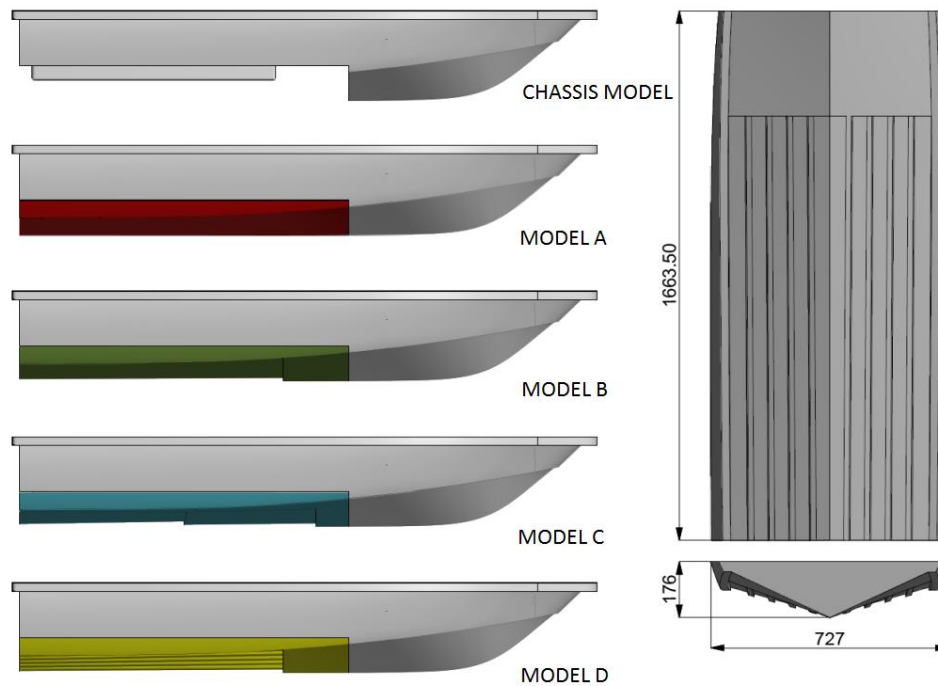 CHASSIS MODEL
MODEL A
MODEL B
MODEL C
MODEL D
1663.50
176
727